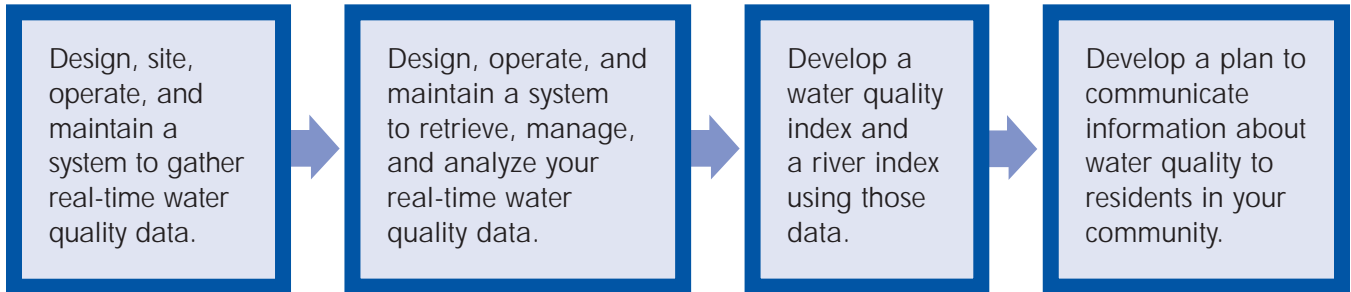 Design, site,
operate, and
maintain a
system to gather
real-time water
quality data.
Design, operate, and
maintain a system
to retrieve, manage,
and analyze your
real-time water
quality data.
Develop a
water quality
index and
a river index
using those
data.
Develop a plan to
communicate
information about
water quality to
residents in your
community.